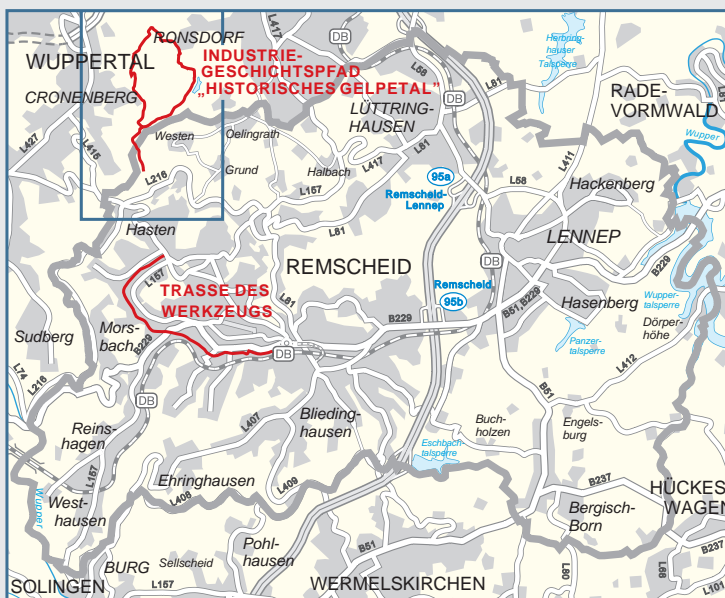 RONSDORF
WUPPERTAL
INDUSTRIE-
GESCHICHTSPFAD
„HISTORISCHES GELPETAL"
CRONENBERG
L417
DB
L58
Herbring-
hauser
Talsperre
L81
RADE-
VORMWALD
L8
LÜTTRING-
HAUSEN
DB
Wupper
L427
L415
Westen
Oelingrath
Grund
Halbach
L417
L81
L216
L157
95a
Remscheid-
Lennep
L58
L411
Hackenberg
Hasten
L81
DB
LENNEP
REMSCHEID
L157
TRASSE DES
WERKZEUGS
L81
Remscheid
95b
B51,B229
B229
Hasenberg
Wupper-
talsperre
Dörper-
höhe
Panzer-
talsperre
Sudberg
Mors-
bach
B229
B229
DB
L74
L216
L412
B51
DB
L407
Blieding-
hausen
Buch-
holzen
Engels-
burg
Reins-
hagen
Eschbach-
talsperre
L157
Ehringhausen
L409
L408
B237
HÜCKES-
WAGEN
Wupper
West-
hausen
Bergisch-
Born
Pohl-
hausen
B51
B237
BURG
Sellscheid
SOLINGEN
L157
WERMELSKIRCHEN
L80
L68
L101